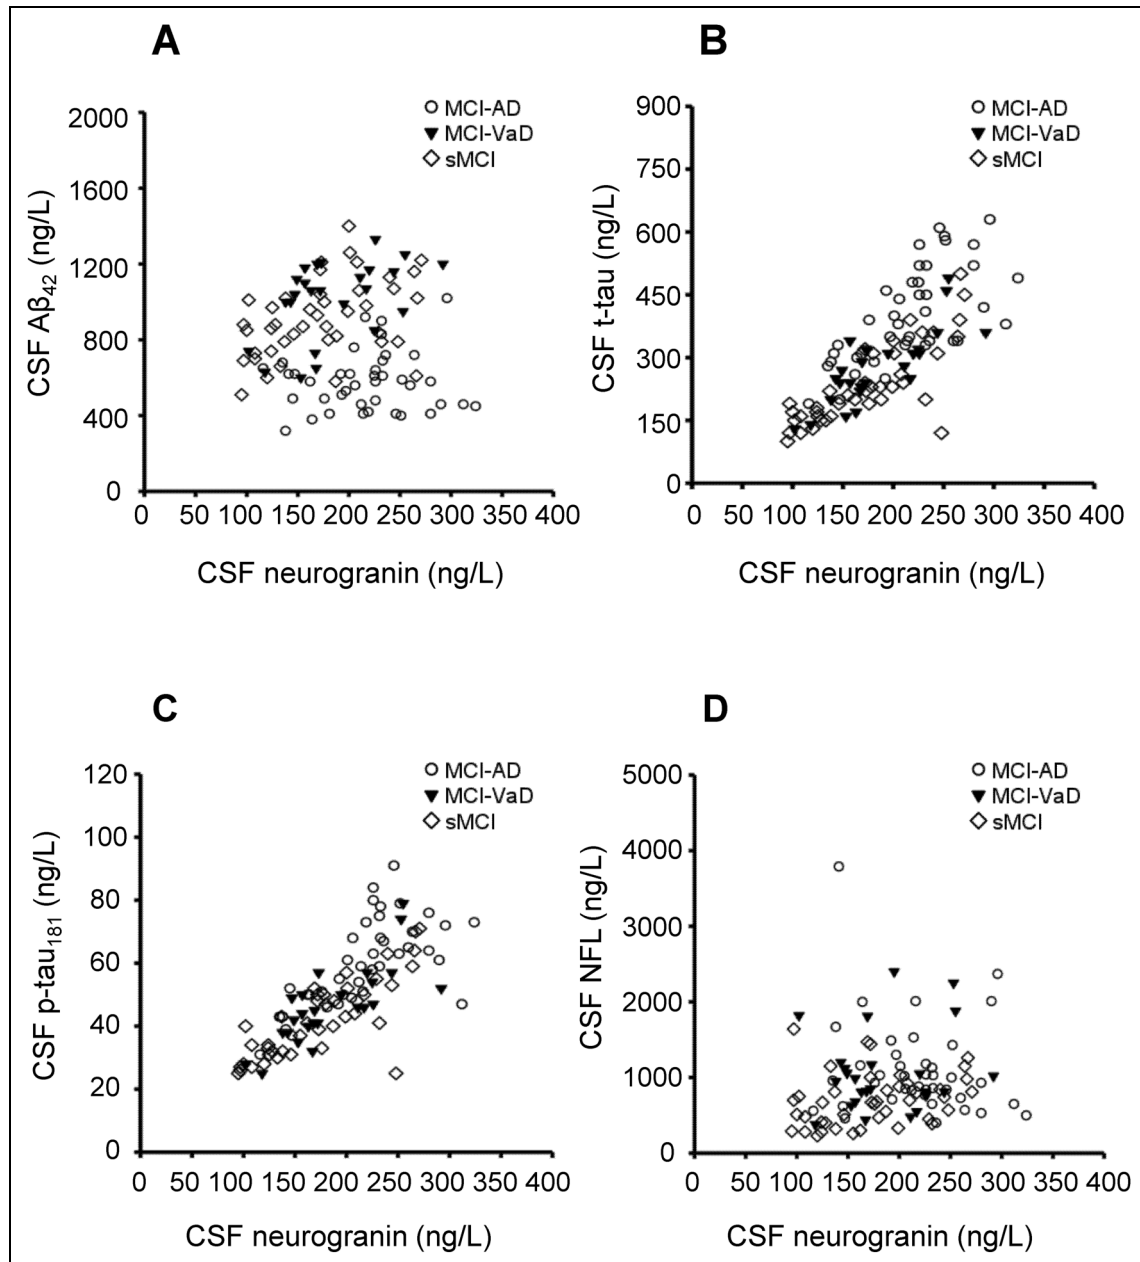 A
MCI-AD
MCI-VaD
sMCI
2000
1600
1200
800
400
0
CSF Aβ42 (ng/L)
0 50 100 150 200 250 300 350 400
CSF neurogranin (ng/L)
B
MCI-AD
MCI-VaD
sMCI
900
750
600
450
300
150
0
CSF t-tau (ng/L)
0 50 100 150 200 250 300 350 400
CSF neurogranin (ng/L)
C
MCI-AD
MCI-VaD
sMCI
120
100
80
60
40
20
0
CSF p-tau181 (ng/L)
0 50 100 150 200 250 300 350 400
CSF neurogranin (ng/L)
D
MCI-AD
MCI-VaD
sMCI
5000
4000
3000
2000
1000
0
CSF NFL (ng/L)
0 50 100 150 200 250 300 350 400
CSF neurogranin (ng/L)